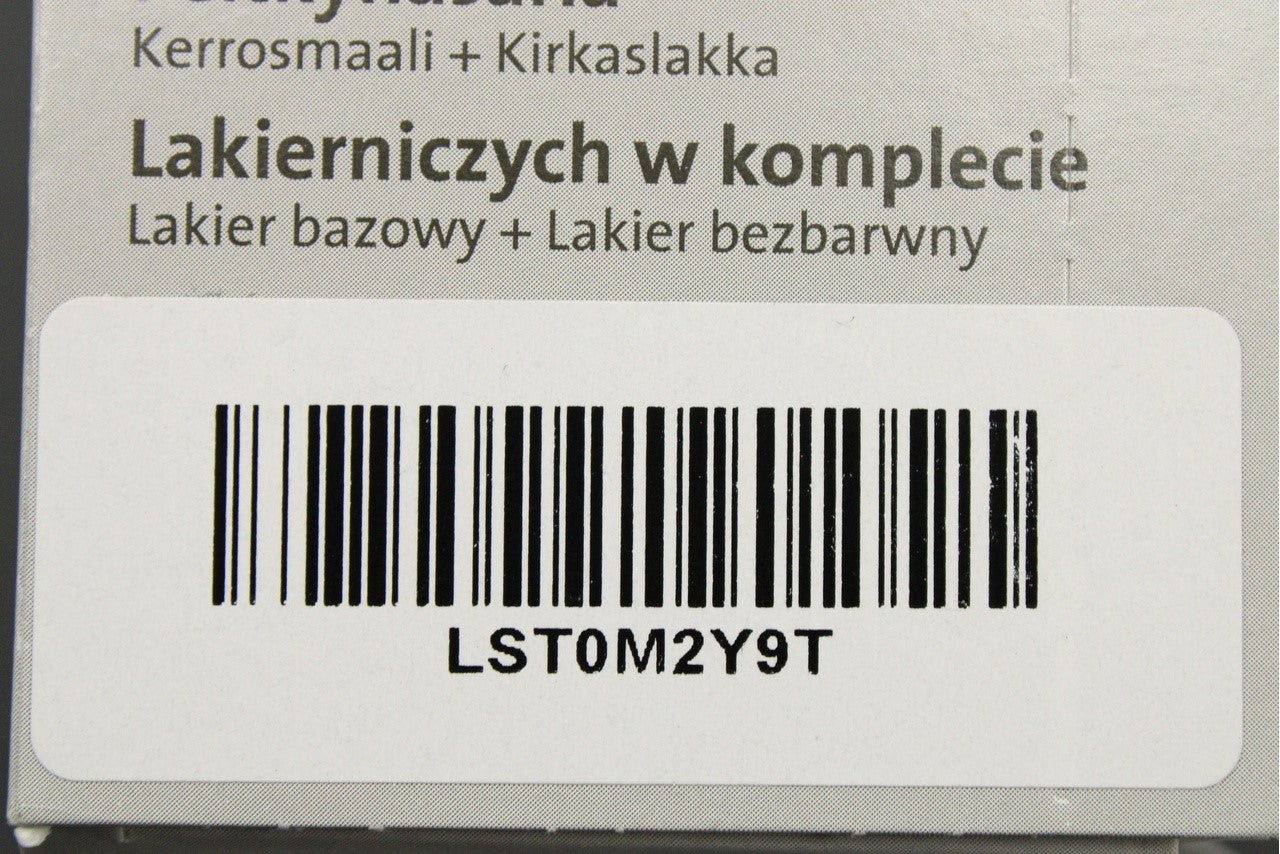 Kerrosmaali + Kirkaslakka
Lakierniczych w komplecie
Lakier bazowy + Lakier bezbarwny
LST0M2Y9T